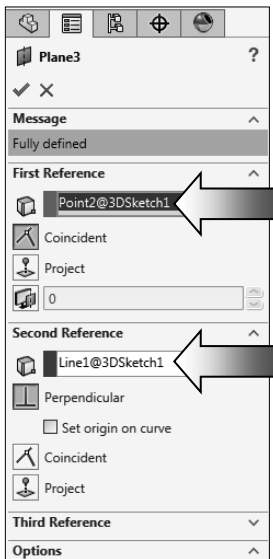 Plane3 ?
Message
Fully defined
First Reference
Point2@3DSketch1
Coincident
Project
0
Second Reference
Line1@3DSketch1
Perpendicular
Set origin on curve
Coincident
Project
Third Reference
Options